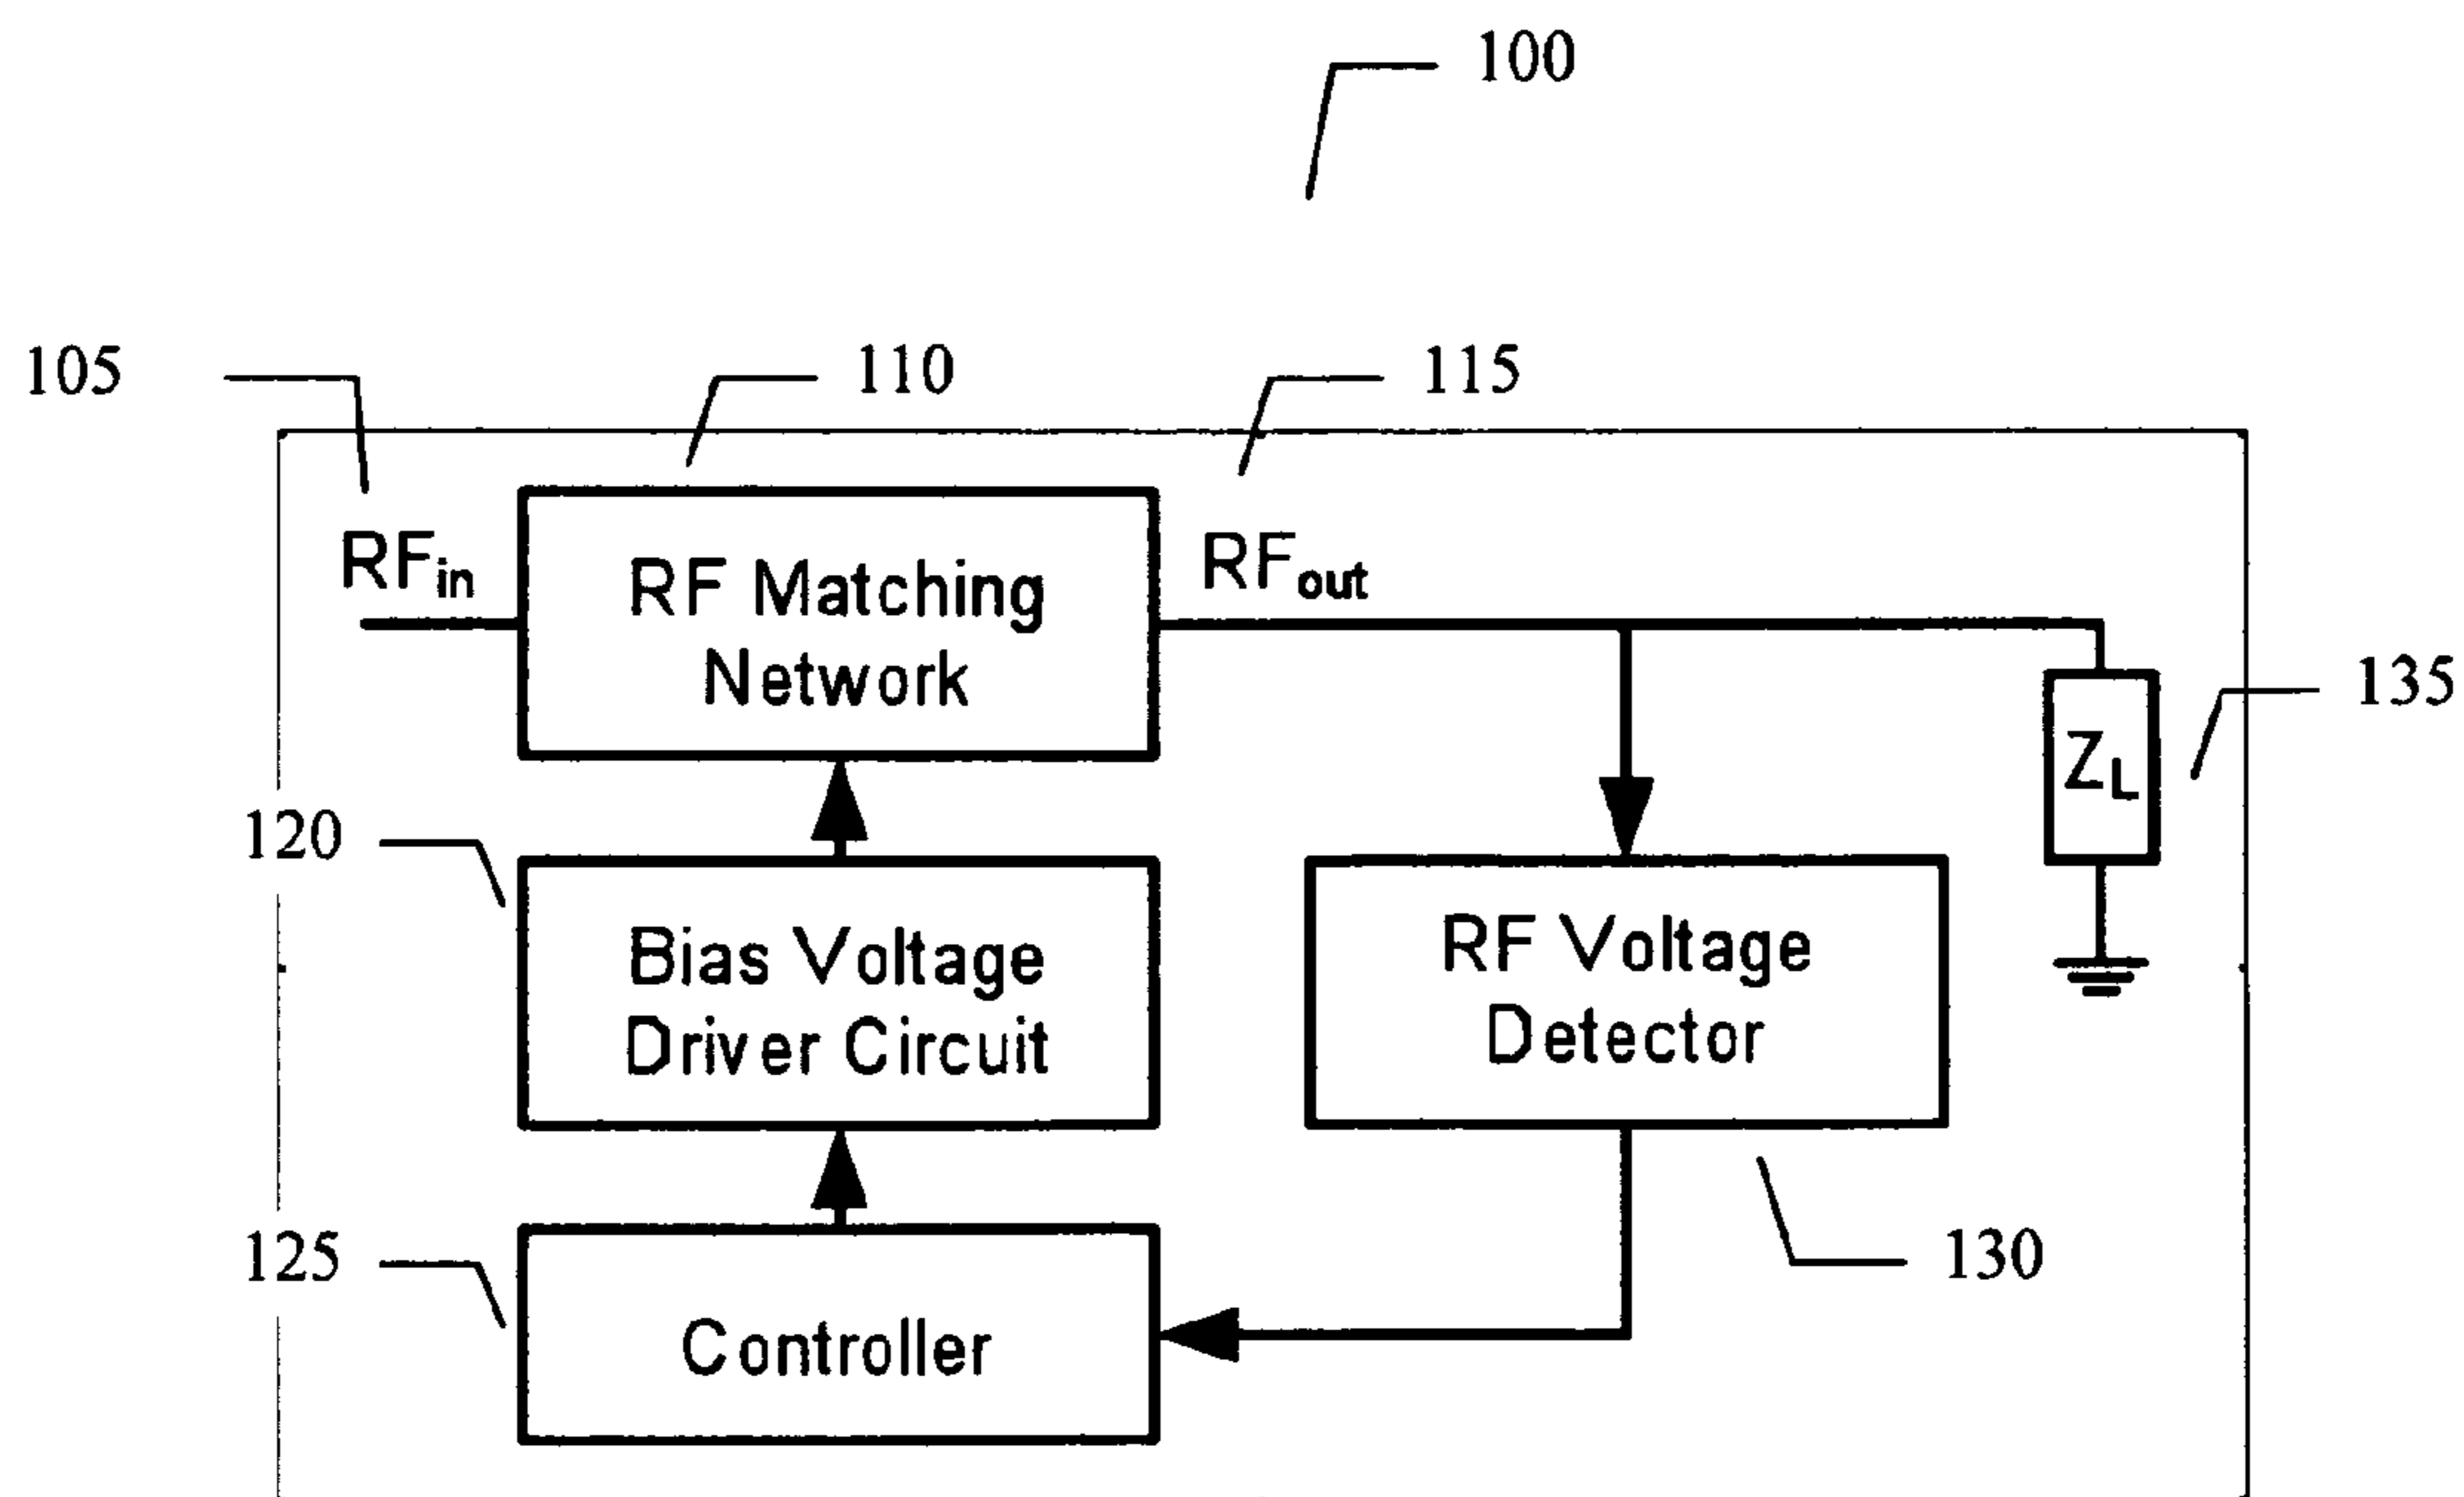 100
105
110
115
RFin
RF Matching
Network
RFout
135
ZL
120
Bias Voltage
Driver Circuit
RF Voltage
Detector
125
Controller
130